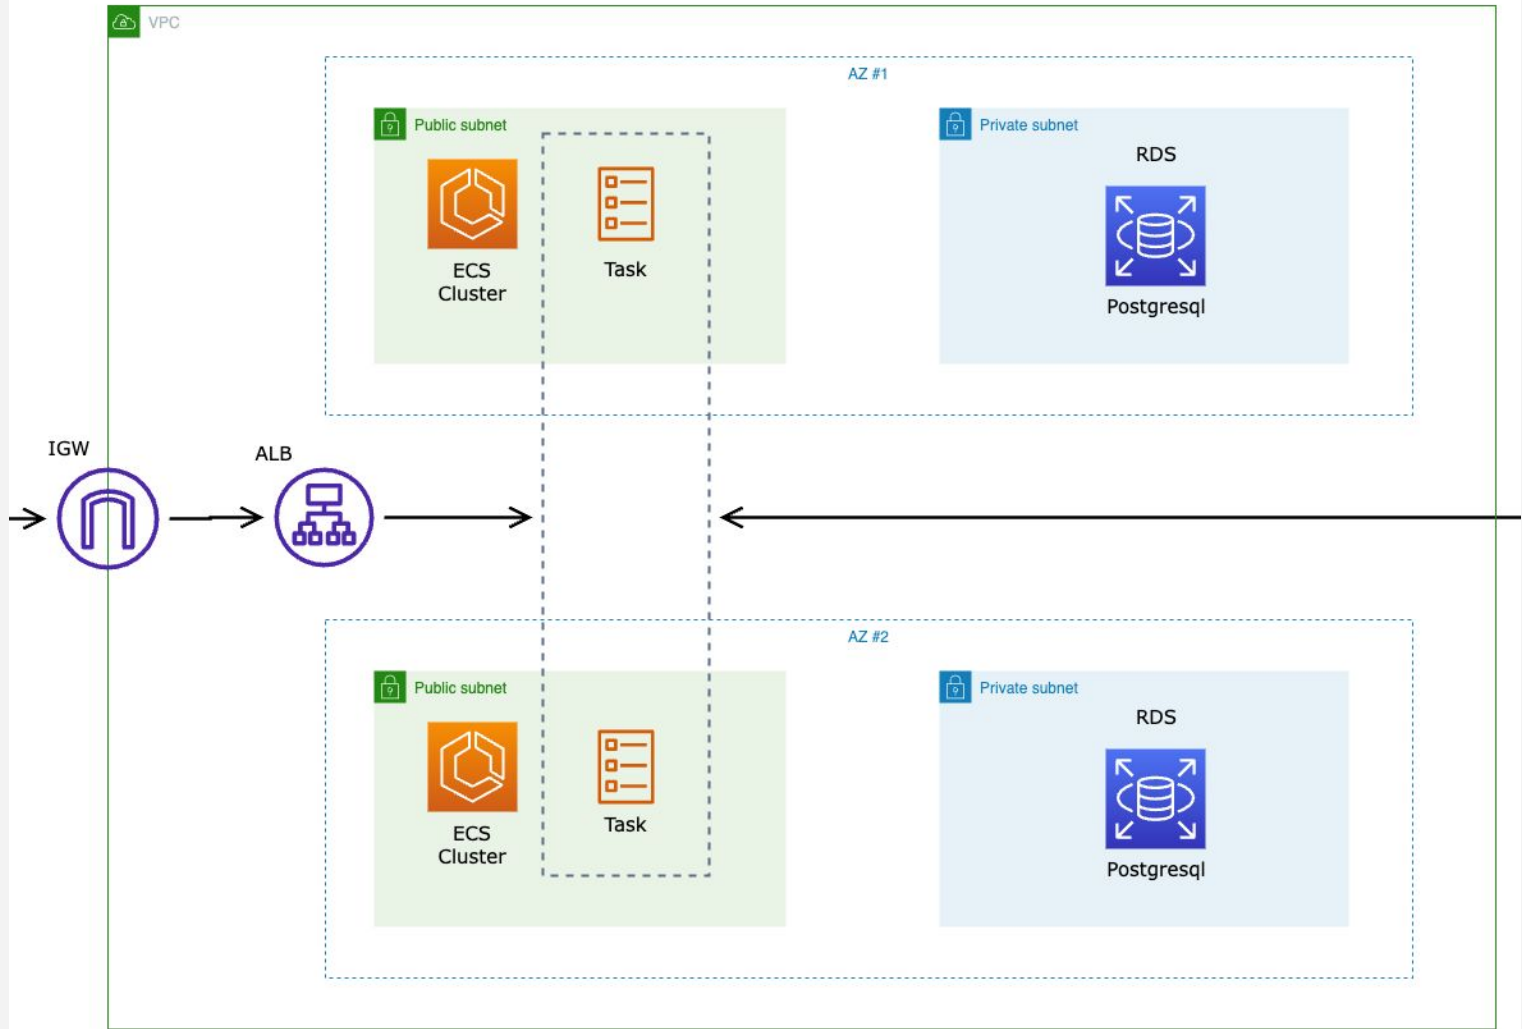 VPC
AZ #1
Public subnet
Private subnet
RDS
ECS
Cluster
Task
Postgresql
IGW
ALB
AZ #2
Public subnet
Private subnet
RDS
ECS
Cluster
Task
Postgresql